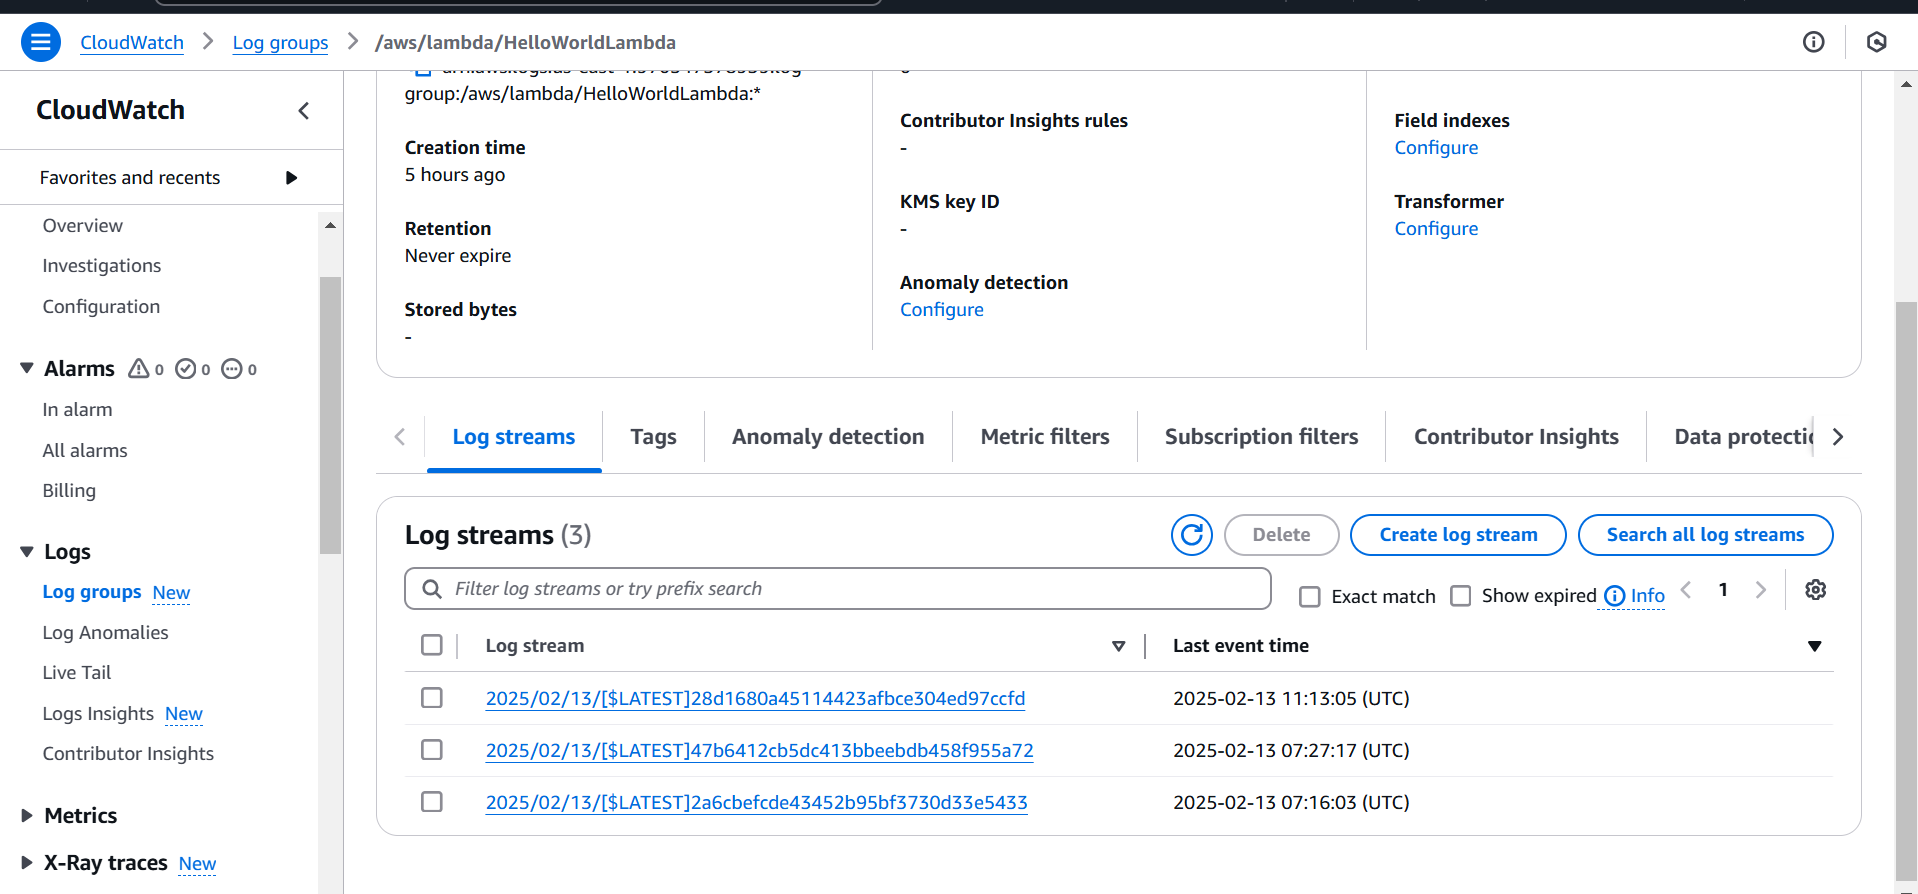 CloudWatch > Log groups > /aws/lambda/HelloWorldLambda
CloudWatch
Favorites and recents
Overview
Investigations
Configuration
Alarms 0 0 0
In alarm
All alarms
Billing
Logs
Log groups New
Log Anomalies
Live Tail
Logs Insights New
Contributor Insights
Metrics
X-Ray traces New
group:/aws/lambda/HelloWorldLambda:*
Creation time
5 hours ago
Retention
Never expire
Stored bytes
-
Contributor Insights rules
-
KMS key ID
-
Anomaly detection
Configure
Field indexes
Configure
Transformer
Configure
Log streams Tags Anomaly detection Metric filters Subscription filters Contributor Insights Data protectio
Log streams (3) Delete Create log stream Search all log streams
Filter log streams or try prefix search Exact match Show expired Info 1
Log stream Last event time
2025/02/13/[$LATEST]28d1680a45114423afbce304ed97ccfd 2025-02-13 11:13:05 (UTC)
2025/02/13/[$LATEST]47b6412cb5dc413bbeebdb458f955a72 2025-02-13 07:27:17 (UTC)
2025/02/13/[$LATEST]2a6cbefcde43452b95bf3730d33e5433 2025-02-13 07:16:03 (UTC)